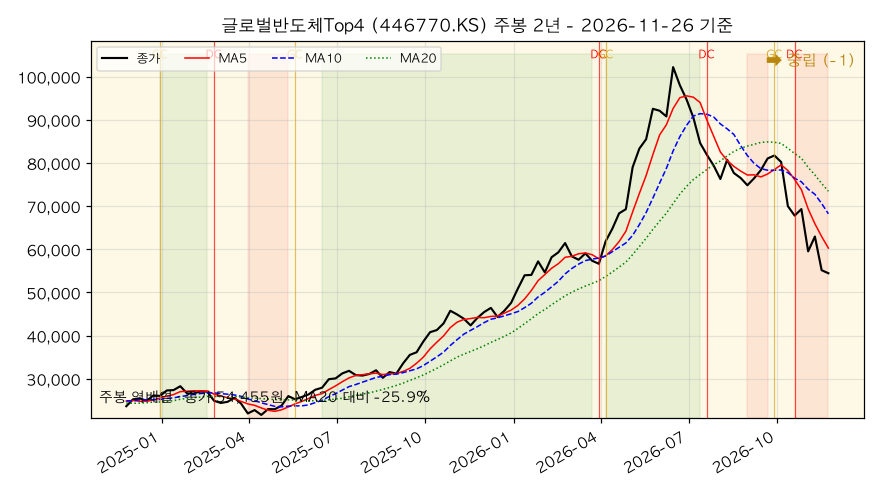 글로벌반도체Top4 (446770.KS) 주봉 2년 - 2026-11-26 기준
종가 MA5 MA10 MA20
DC GC DC GC DC GC DC
➡ 중립 (-1)
100,000
90,000
80,000
70,000
60,000
50,000
40,000
30,000
주봉 역배열 · 종가 54,455원, MA20 대비 -25.9%
2025-01 2025-04 2025-07 2025-10 2026-01 2026-04 2026-07 2026-10